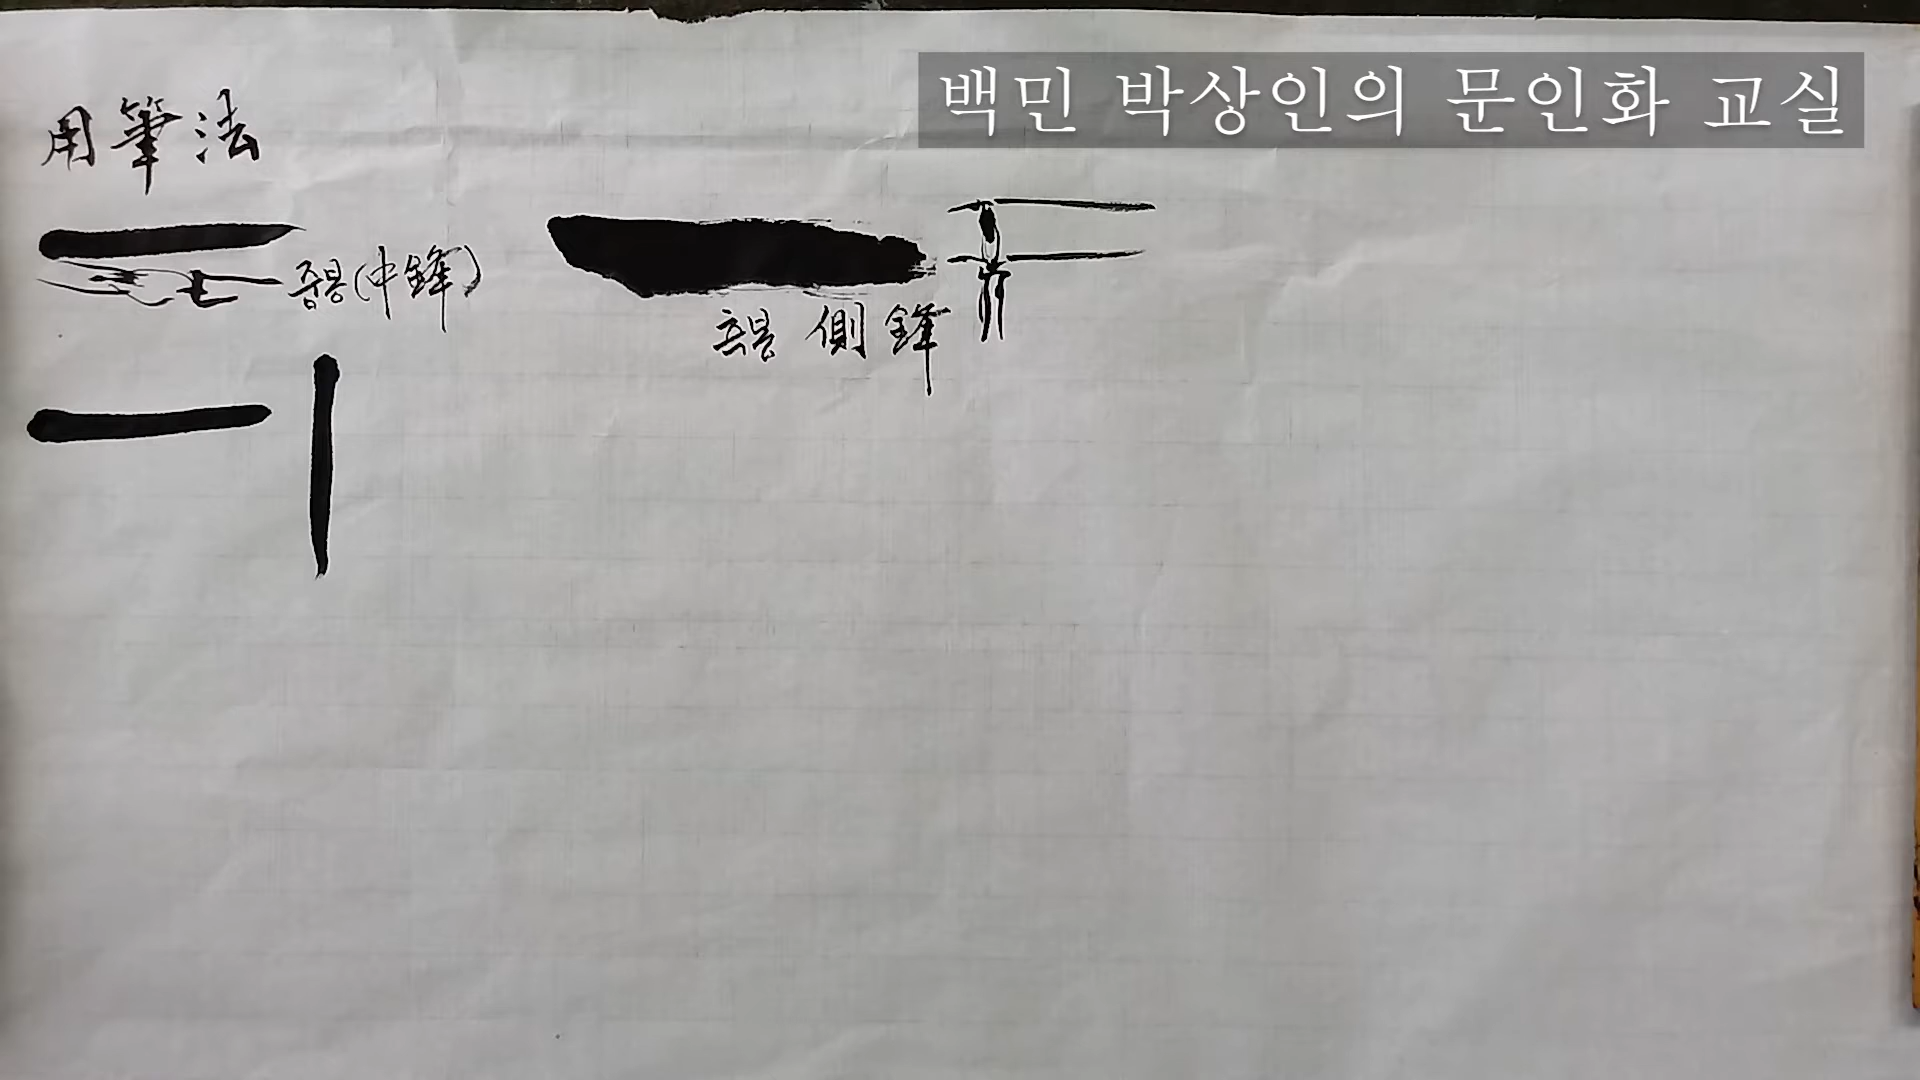 백민 박상인의 문인화 교실
用筆法
중봉(中鋒)
측봉 側鋒